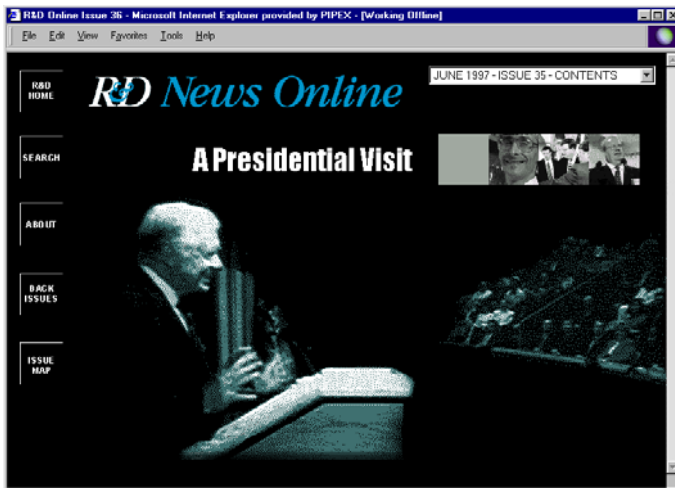 R&D Online Issue 36 - Microsoft Internet Explorer provided by PIPEX - [Working Offline]
File Edit View Favorites Tools Help
R&D
HOME
R&D News Online
JUNE 1997 - ISSUE 35 - CONTENTS
SEARCH
A Presidential Visit
ABOUT
BACK
ISSUES
ISSUE
MAP